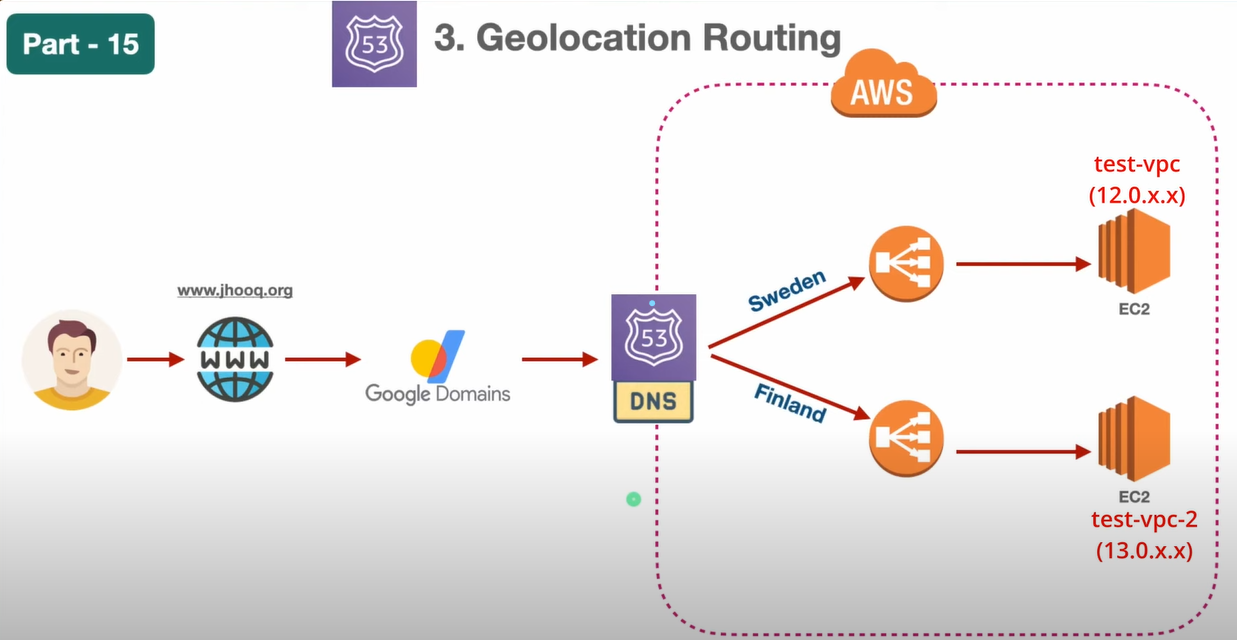 Part - 15
53
3. Geolocation Routing
AWS
test-vpc
(12.0.x.x)
EC2
www.jhooq.org
WWW
Google Domains
53
DNS
Sweden
Finland
EC2
test-vpc-2
(13.0.x.x)